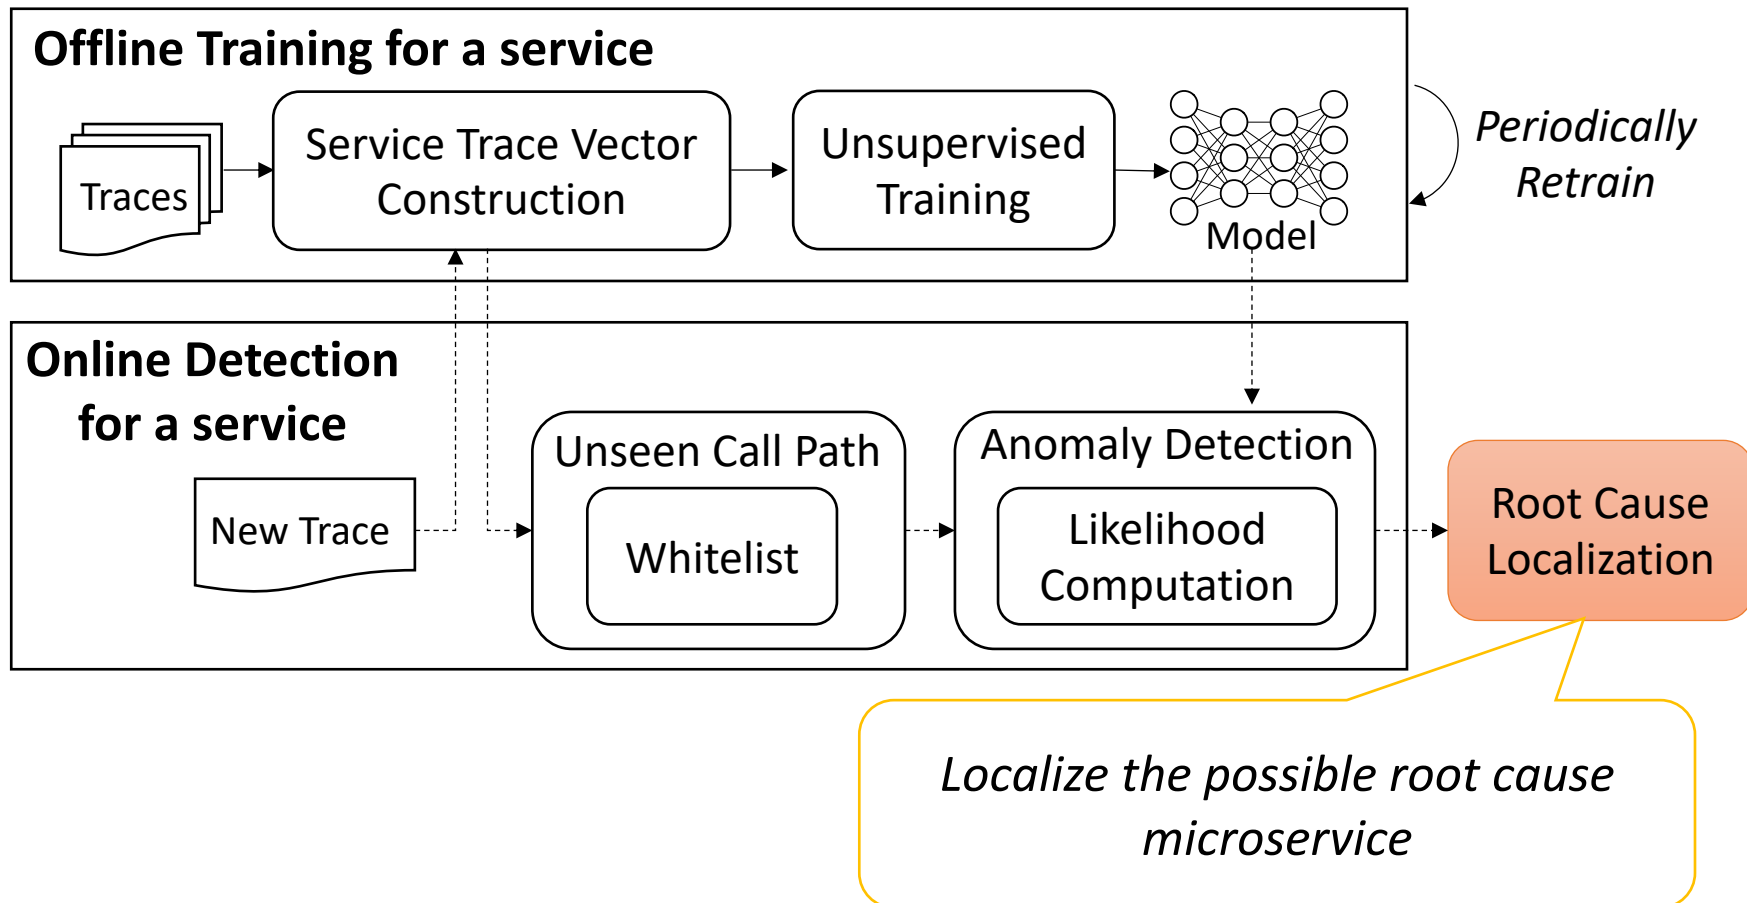 Offline Training for a service
Traces
Service Trace Vector
Construction
Unsupervised
Training
Model
Periodically
Retrain
Online Detection
for a service
New Trace
Unseen Call Path
Whitelist
Anomaly Detection
Likelihood
Computation
Root Cause
Localization
Localize the possible root cause
microservice